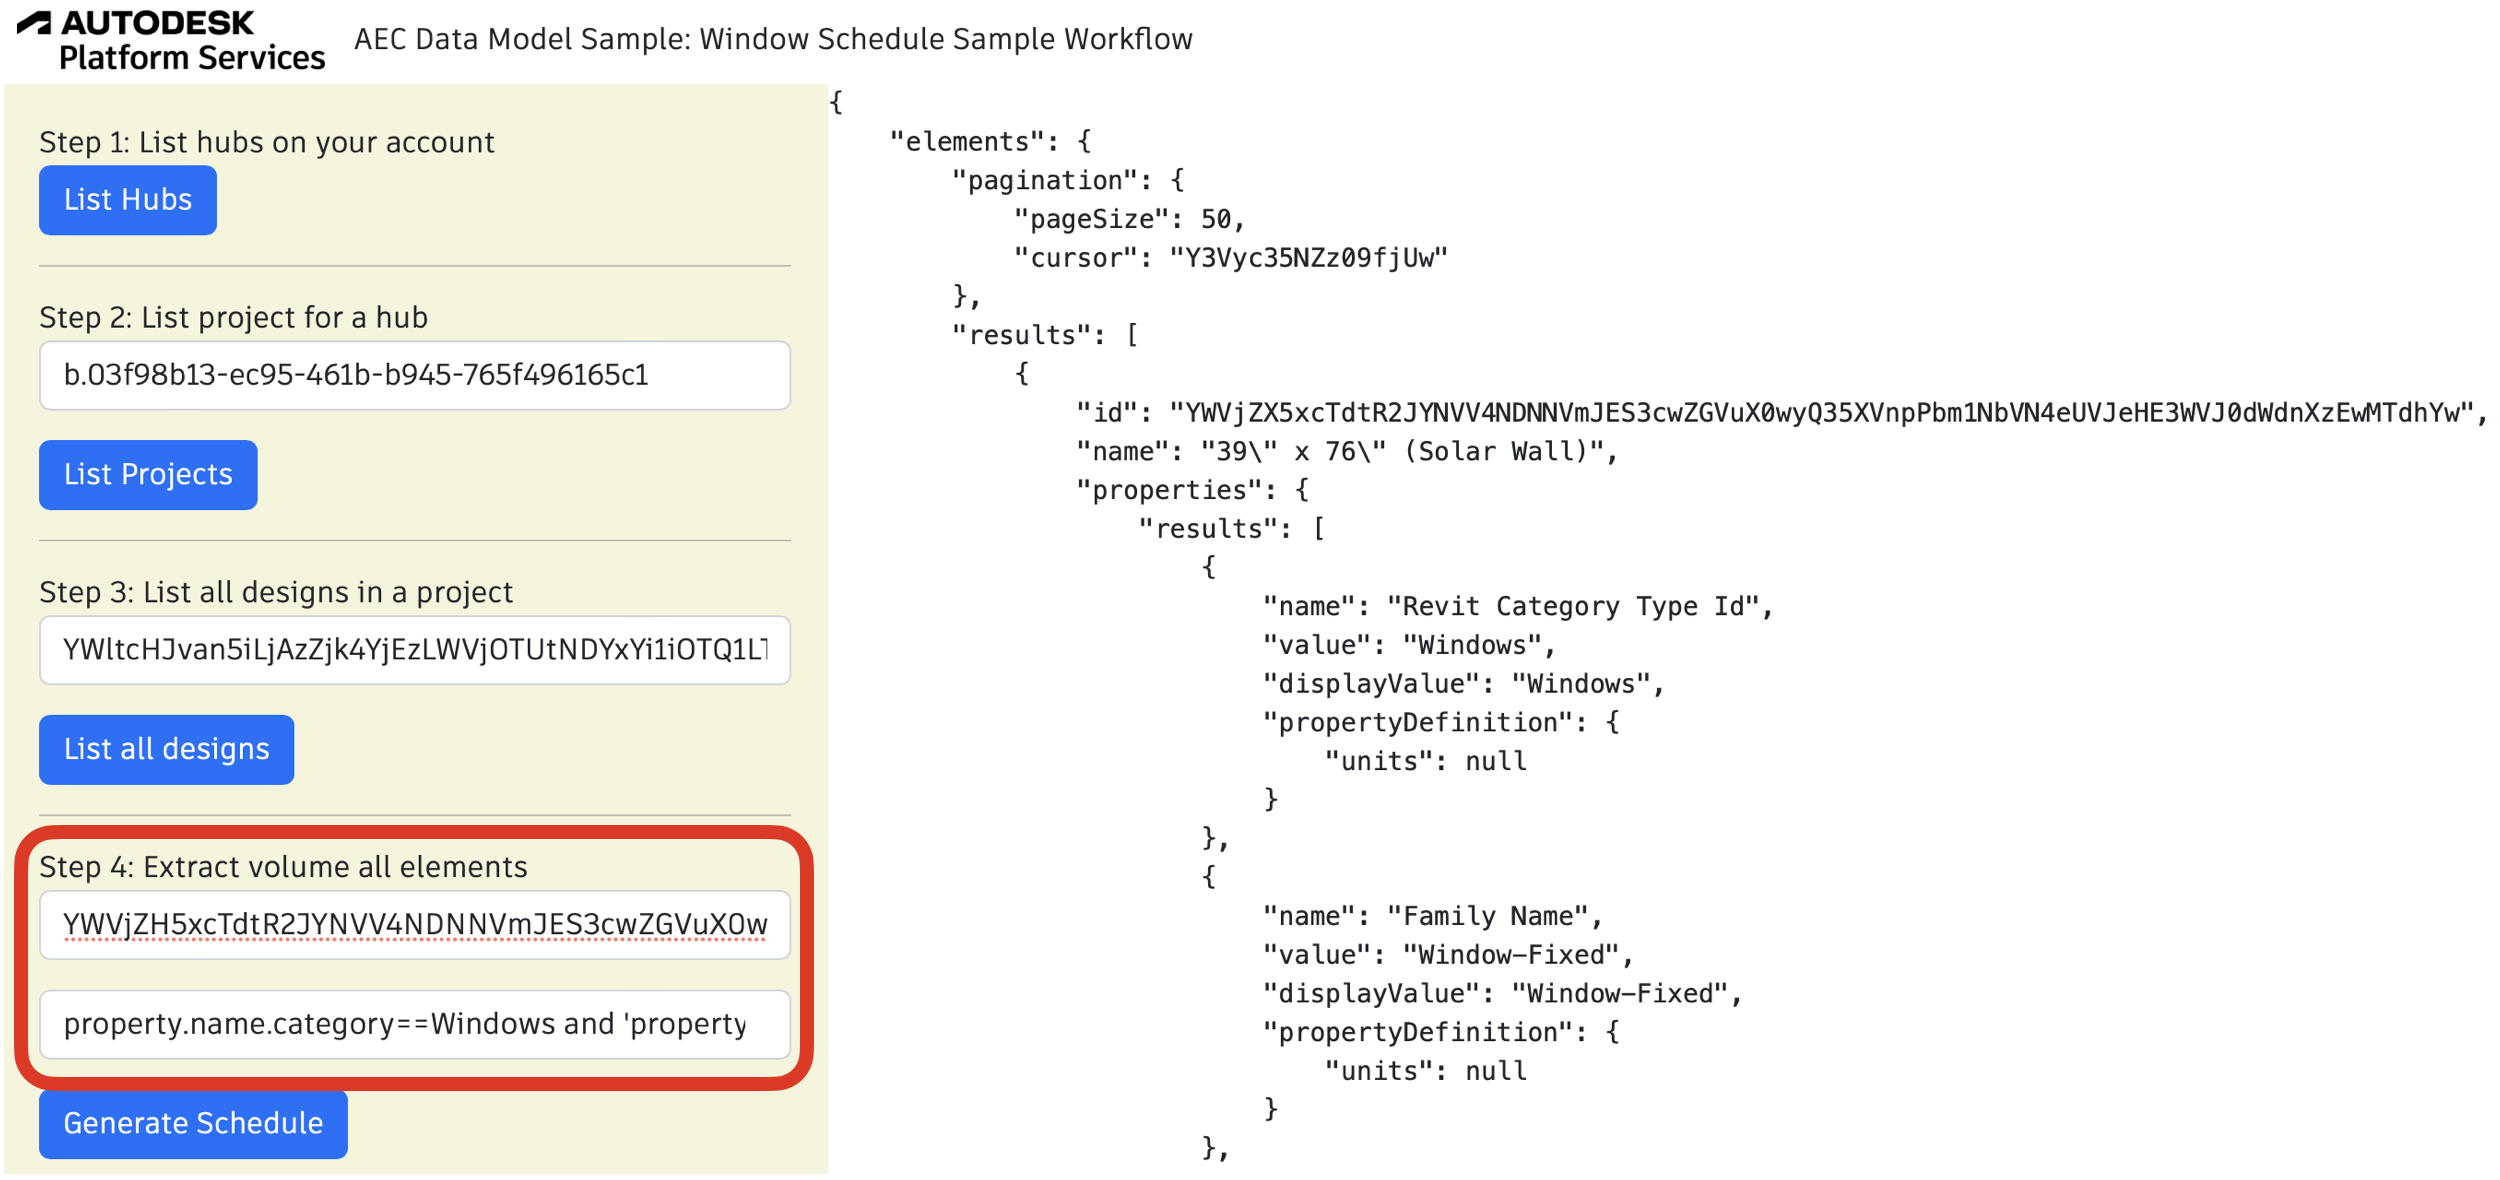 AUTODESK
Platform Services
AEC Data Model Sample: Window Schedule Sample Workflow
Step 1: List hubs on your account
List Hubs
Step 2: List project for a hub
b.03f98b13-ec95-461b-b945-765f496165c1
List Projects
Step 3: List all designs in a project
YWltcHJvan5iLjAzZjk4YjEzLWVjOTUtNDYxYi1iOTQ1LT
List all designs
Step 4: Extract volume all elements
YWVjZH5xcTdtR2JYNVV4NDNNVmJES3cwZGVuX0w
property.name.category==Windows and 'property
Generate Schedule
{
"elements": {
"pagination": {
"pageSize": 50,
"cursor": "Y3Vyc35NZz09fjUw"
},
"results": [
{
"id": "YWVjZX5xcTdtR2JYNVV4NDNNVmJES3cwZGVuX0wyQ35XVnpPbm1NbVN4eUVJeHE3WVJ0dWdnXzEwMTdhYw",
"name": "39\" x 76\" (Solar Wall)",
"properties": {
"results": [
{
"name": "Revit Category Type Id",
"value": "Windows",
"displayValue": "Windows",
"propertyDefinition": {
"units": null
}
},
{
"name": "Family Name",
"value": "Window-Fixed",
"displayValue": "Window-Fixed",
"propertyDefinition": {
"units": null
}
},